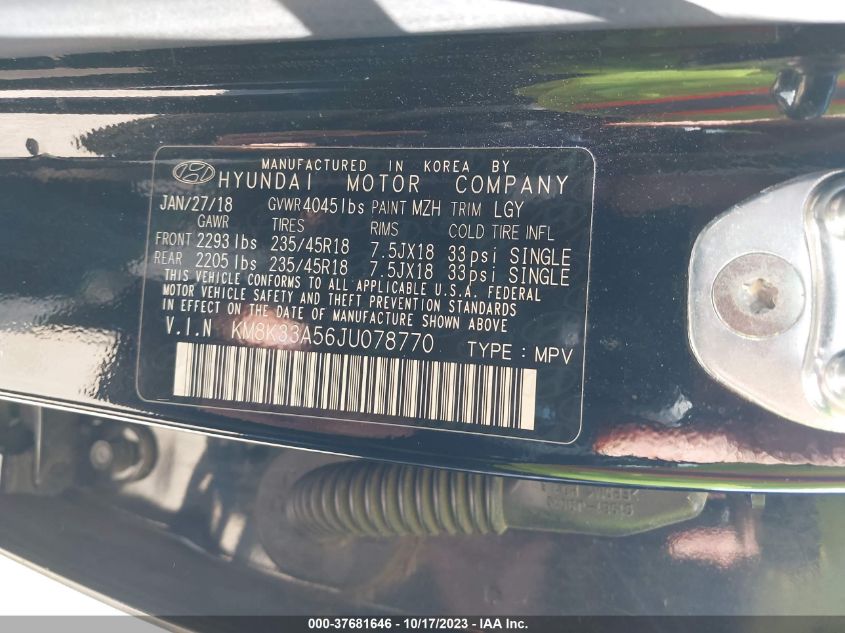 MANUFACTURED IN KOREA BY
HYUNDAI MOTOR COMPANY
JAN/27/18 GVWR 4045 lbs PAINT MZH TRIM LGY
GAWR TIRES RIMS COLD TIRE INFL
FRONT 2293 lbs 235/45R18 7.5JX18 33psi SINGLE
REAR 2205 lbs 235/45R18 7.5JX18 33psi SINGLE
THIS VEHICLE CONFORMS TO ALL APPLICABLE U.S.A. FEDERAL
MOTOR VEHICLE SAFETY AND THEFT PREVENTION STANDARDS
IN EFFECT ON THE DATE OF MANUFACTURE SHOWN ABOVE
V.I.N KM8K33A56JU078770 TYPE : MPV
000-37681646 - 10/17/2023 - IAA Inc.